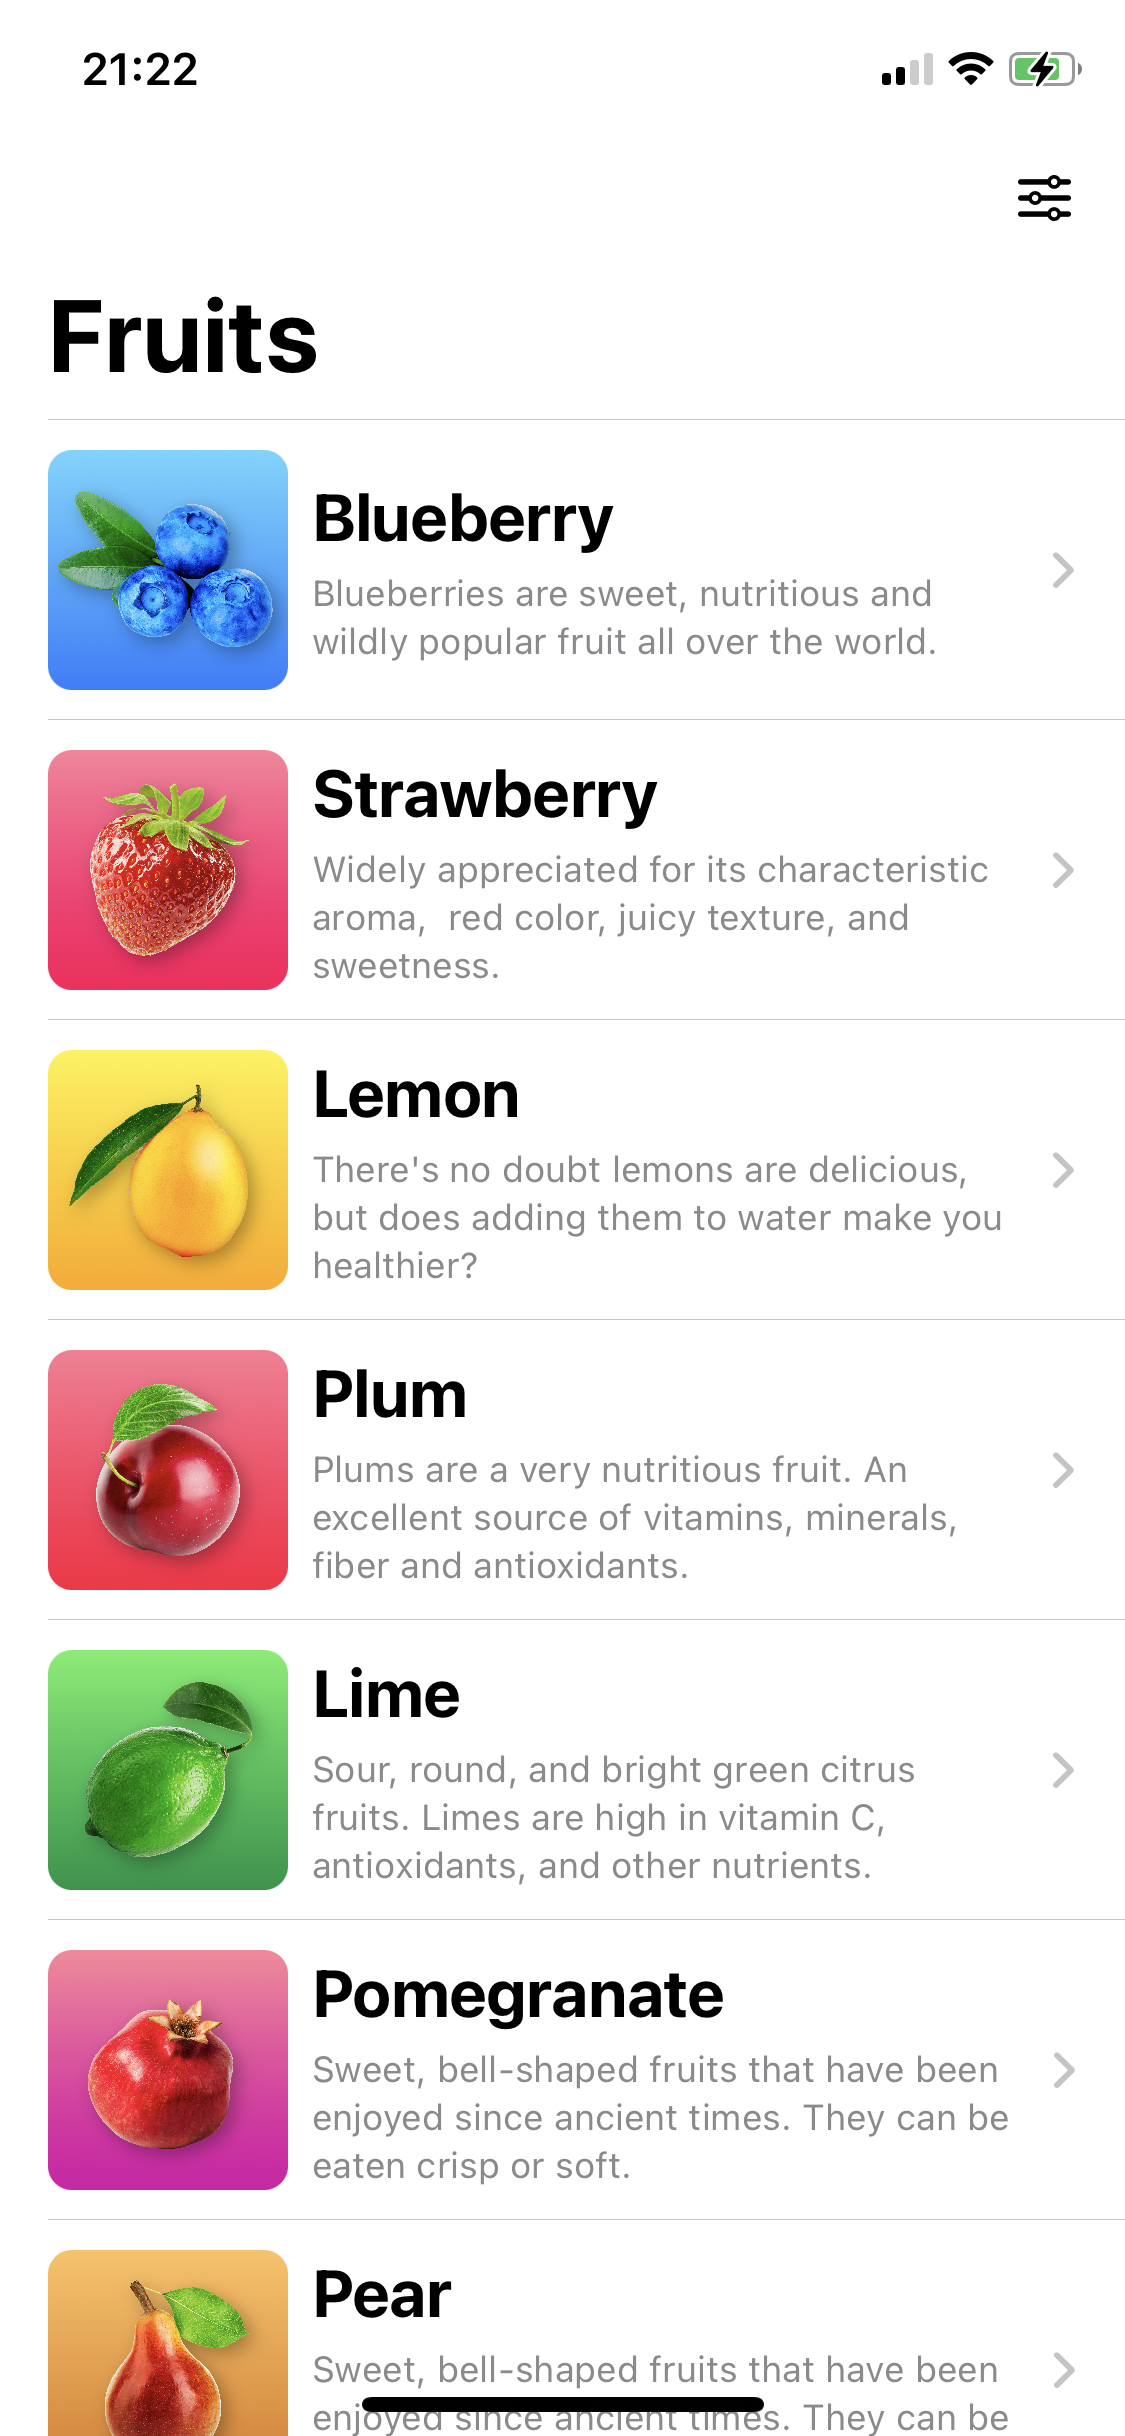 21:22
Fruits
Blueberry
Blueberries are sweet, nutritious and
wildly popular fruit all over the world.
Strawberry
Widely appreciated for its characteristic
aroma,  red color, juicy texture, and
sweetness.
Lemon
There's no doubt lemons are delicious,
but does adding them to water make you
healthier?
Plum
Plums are a very nutritious fruit. An
excellent source of vitamins, minerals,
fiber and antioxidants.
Lime
Sour, round, and bright green citrus
fruits. Limes are high in vitamin C,
antioxidants, and other nutrients.
Pomegranate
Sweet, bell-shaped fruits that have been
enjoyed since ancient times. They can be
eaten crisp or soft.
Pear
Sweet, bell-shaped fruits that have been
enjoyed since ancient times. They can be